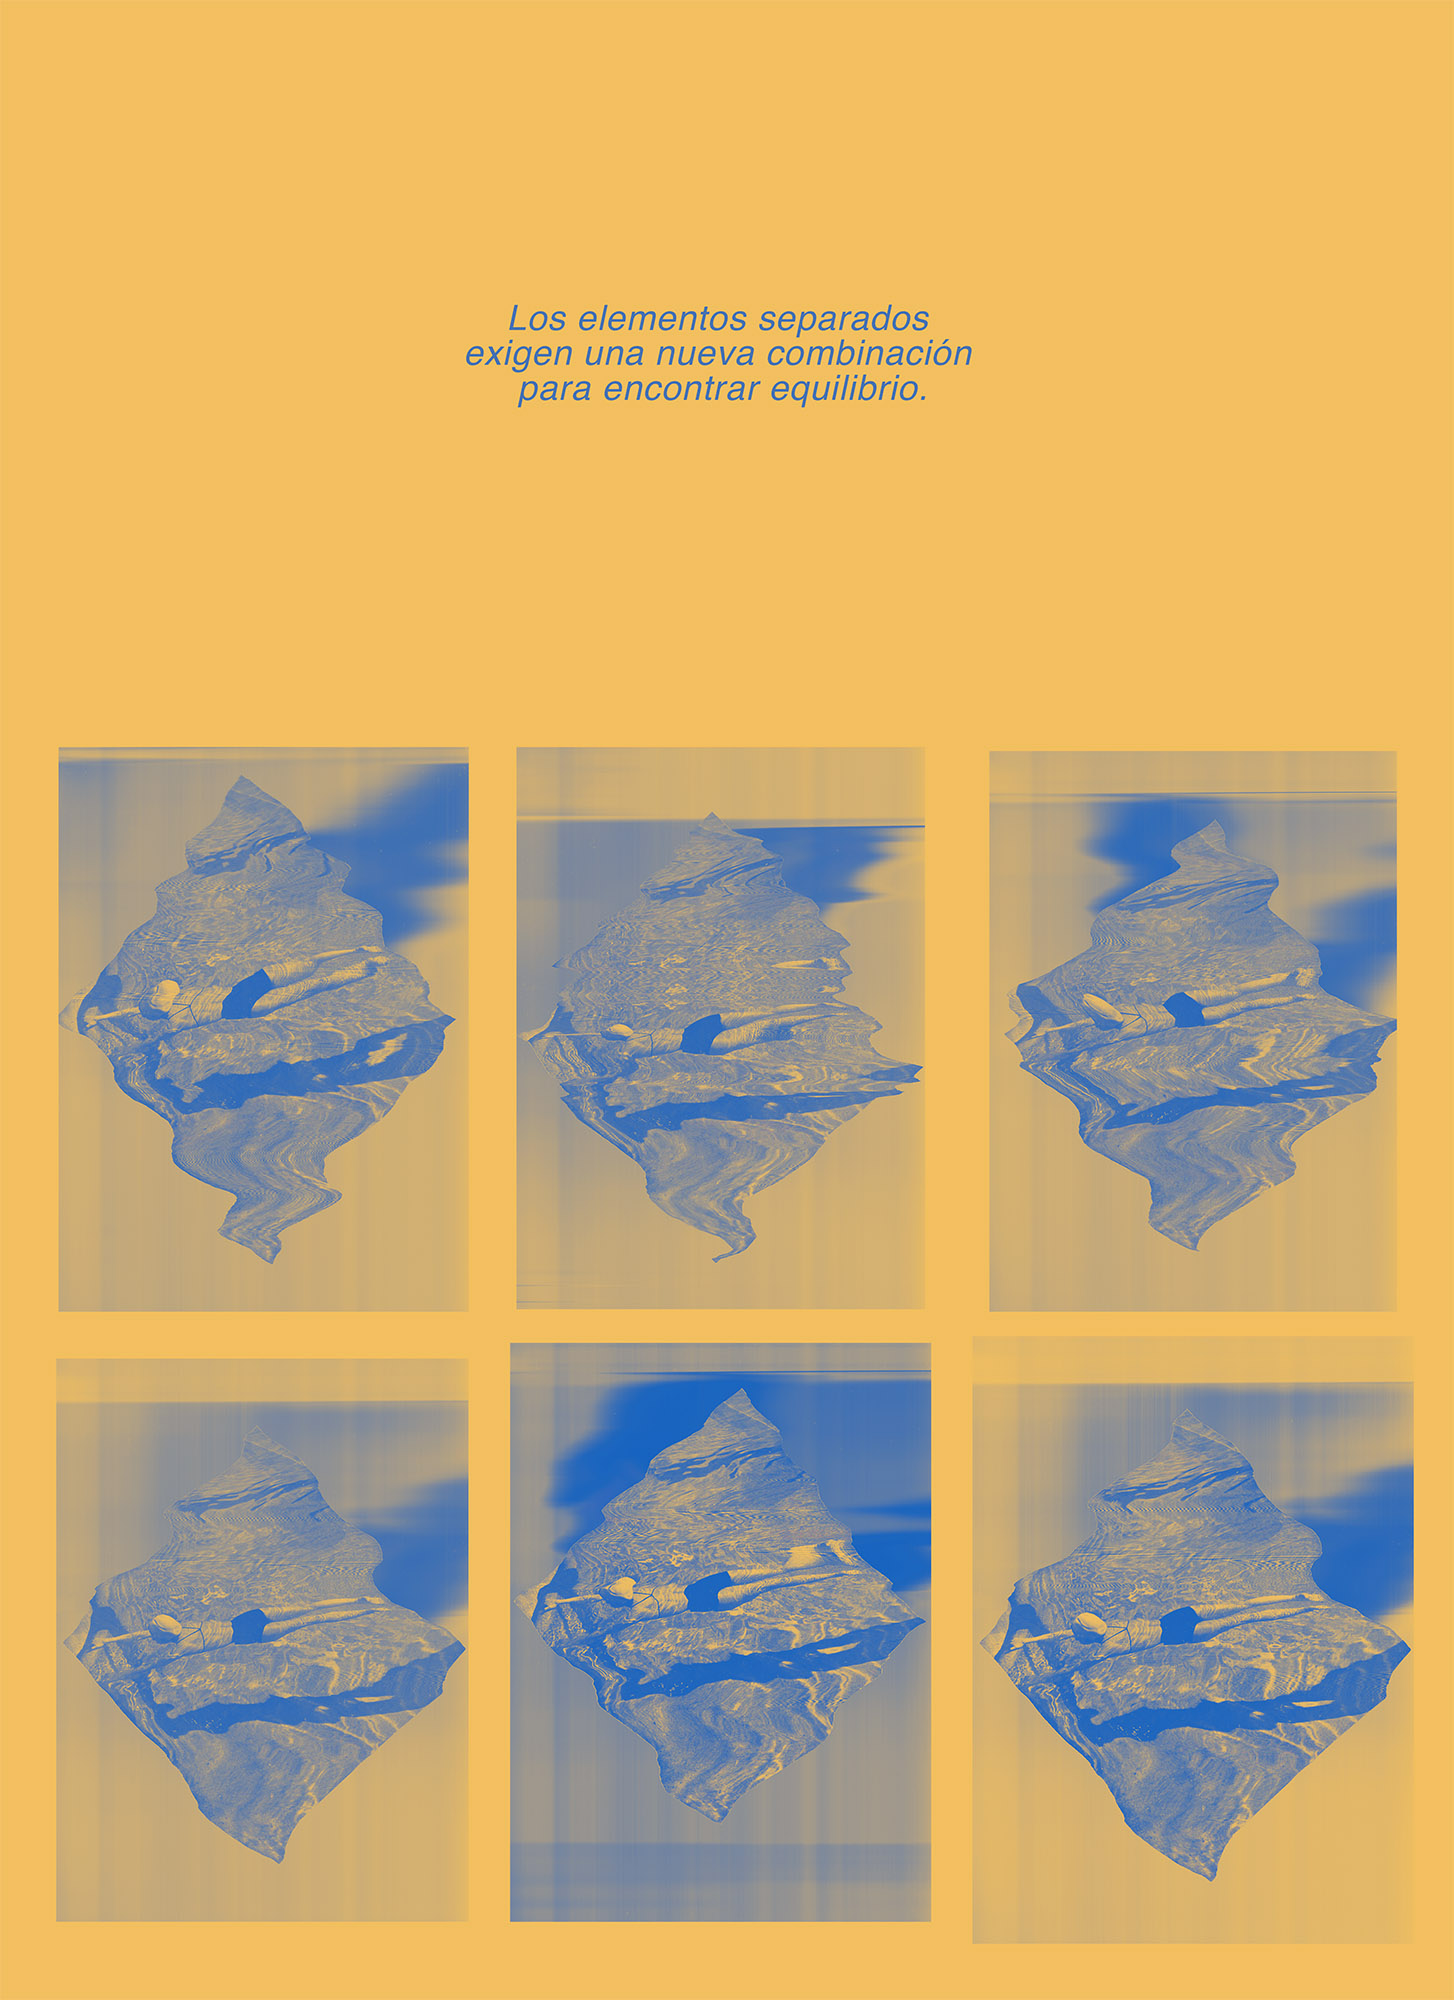 Los elementos separados
exigen una nueva combinación
para encontrar equilibrio.